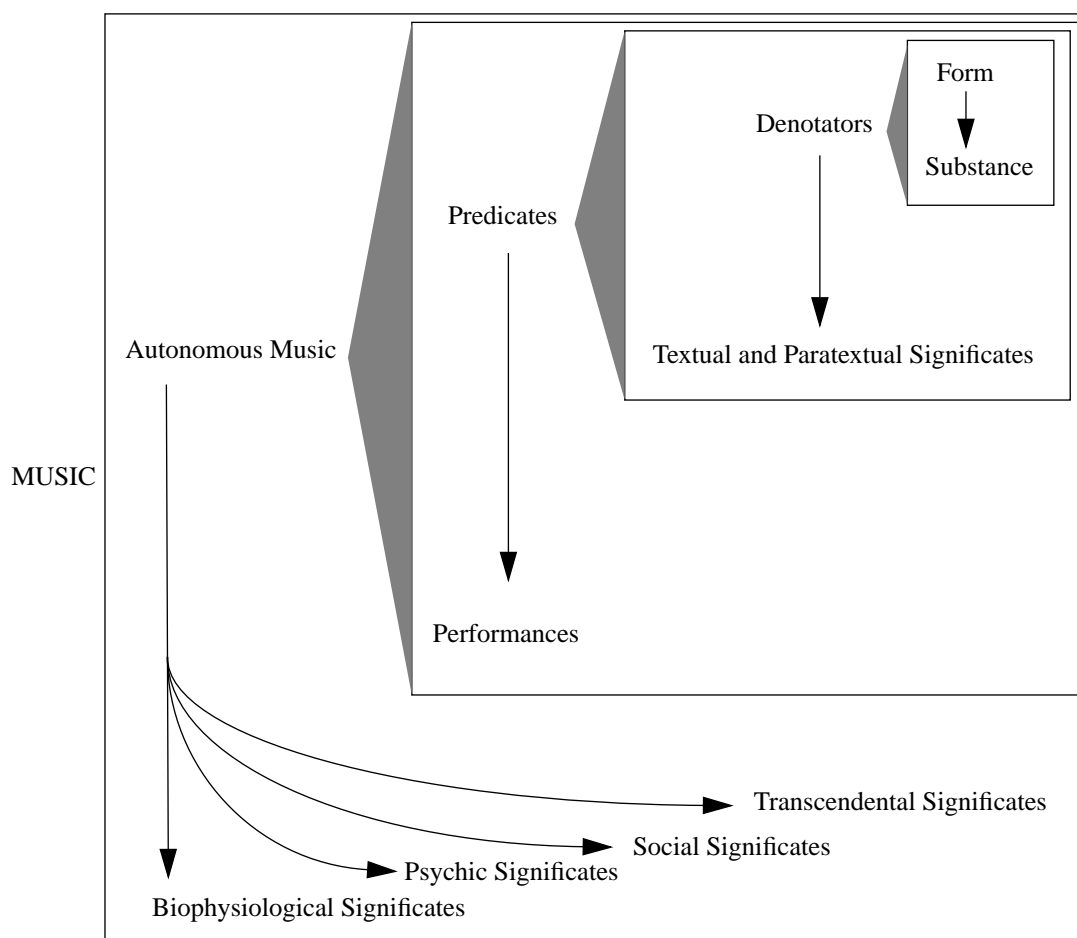 Form
Denotators
Substance
Predicates
Autonomous Music
Textual and Paratextual Significates
MUSIC
Performances
Transcendental Significates
Social Significates
Psychic Significates
Biophysiological Significates